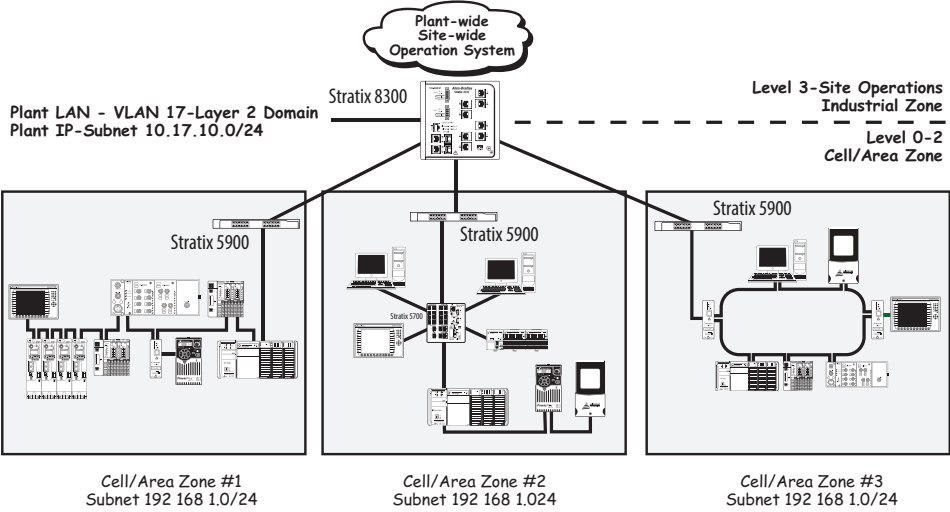 Plant-wide
Site-wide
Operation System
Stratix 8300
Allen-Bradley
Level 3-Site Operations
Industrial Zone
Plant LAN - VLAN 17-Layer 2 Domain
Plant IP-Subnet 10.17.10.0/24
Level 0-2
Cell/Area Zone
Stratix 5900
Stratix 5900
Stratix 5900
Stratix 5700
Cell/Area Zone #1
Subnet 192 168 1.0/24
Cell/Area Zone #2
Subnet 192 168 1.024
Cell/Area Zone #3
Subnet 192 168 1.0/24